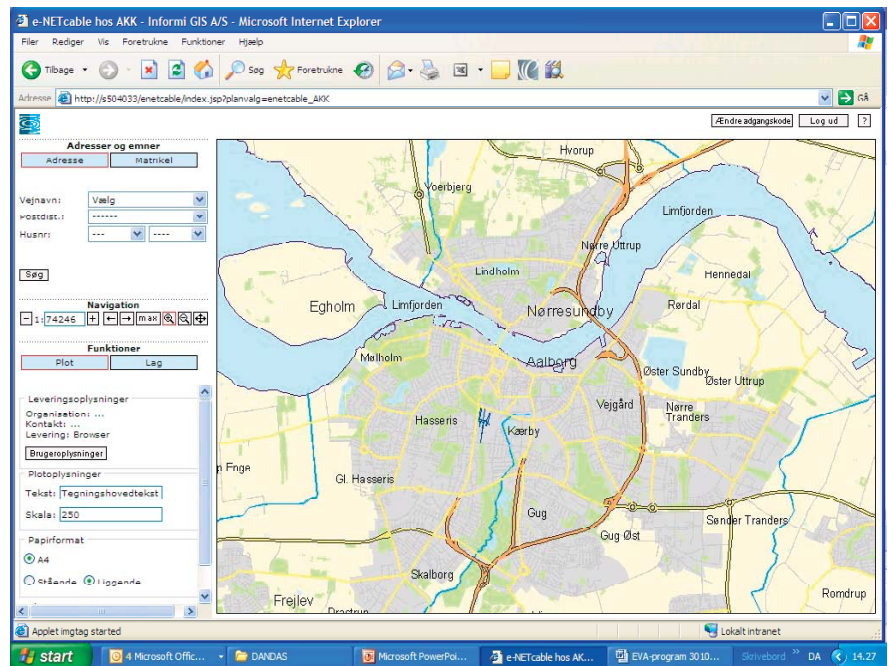 e-NETcable hos AKK - Informi GIS A/S - Microsoft Internet Explorer
Filer Rediger Vis Foretrukne Funktioner Hjælp
Tilbage Søg Foretrukne
Adresse http://s504033/enetcable/index.jsp?planvalg=enetcable_AKK Gå
Ændre adgangskode Log ud ?
Adresser og emner
Adresse Matrikel
Vejnavn: Vælg
Postdist.: ------
Husnr: --- ----
Søg
Navigation
- 1: 74246 + ← → max
Funktioner
Plot Lag
Leveringsoplysninger
Organisation: ...
Kontakt: ...
Levering: Browser
Brugeroplysninger
Plotoplysninger
Tekst: Tegningshovedtekst
Skala: 250
Papirformat
A4
Stående Liggende
Hvorup
Voerbjerg
Limfjorden
Nørre Uttrup
Lindholm
Hennedal
Egholm
Limfjorden
Nørresundby
Rørdal
Mølholm
Aalborg
Øster Sundby
Øster Uttrup
Vejgård
Nørre
Tranders
Hasseris
Kærby
Enge
Gl. Hasseris
Gug
Sønder Tranders
Gug Øst
Skalborg
Romdrup
Frejlev
Drastrup
Applet imgtag started
Lokalt intranet
start
4 Microsoft Offic...
DANDAS
Microsoft PowerPoi...
e-NETcable hos AK...
EVA-program 3010...
Skrivebord »
DA
14.27